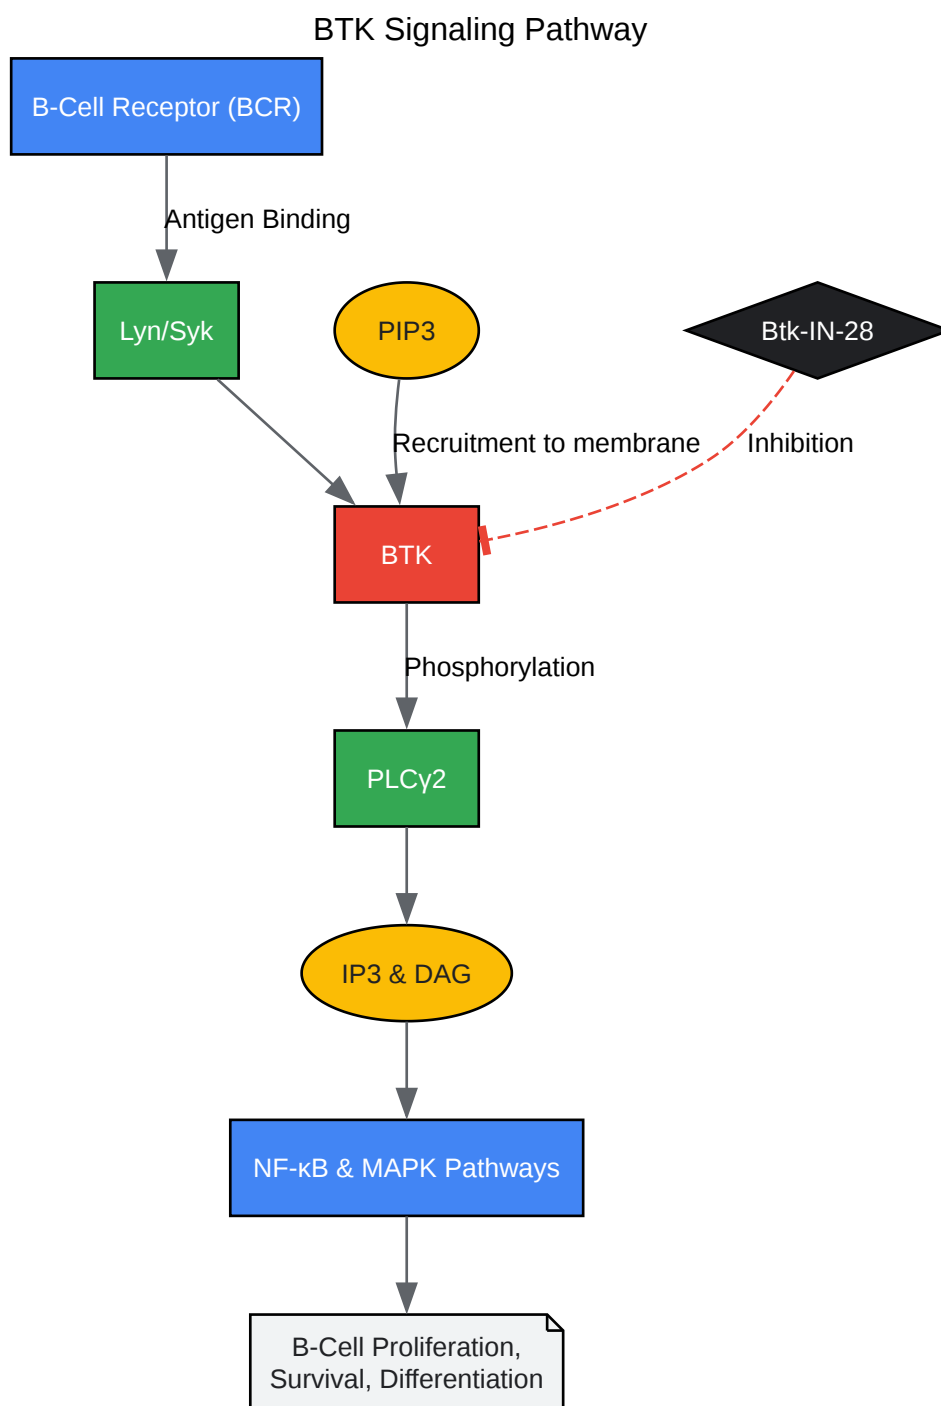 BTK Signaling Pathway
B-Cell Receptor (BCR)
Antigen Binding
Lyn/Syk
PIP3
Btk-IN-28
Recruitment to membrane
Inhibition
BTK
Phosphorylation
PLCγ2
IP3 & DAG
NF-κB & MAPK Pathways
B-Cell Proliferation,
Survival, Differentiation